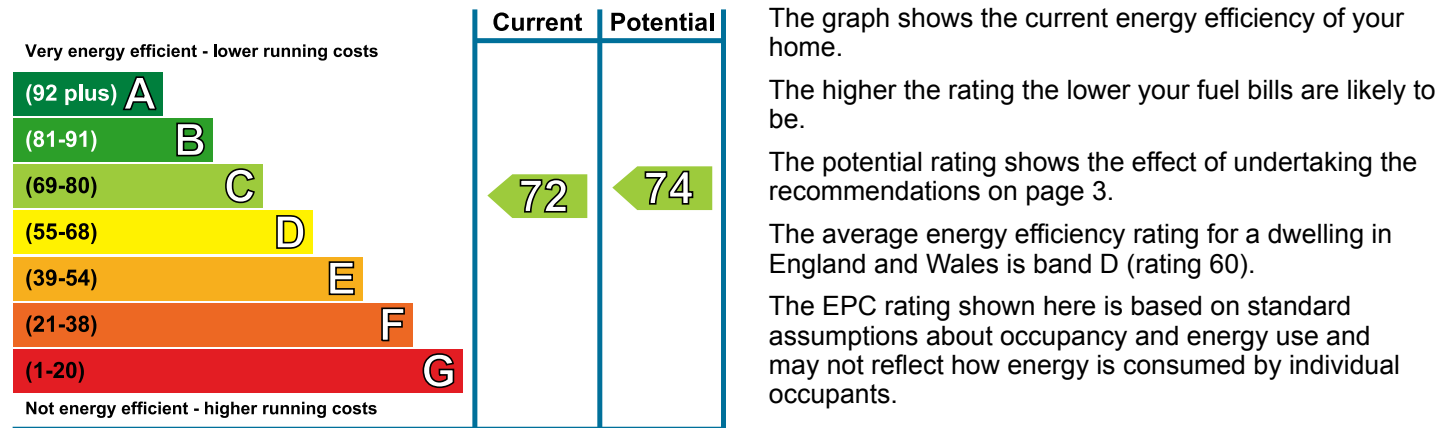 Current Potential
Very energy efficient - lower running costs
(92 plus) A
(81-91) B
(69-80) C
72 74
(55-68) D
(39-54) E
(21-38) F
(1-20) G
Not energy efficient - higher running costs
The graph shows the current energy efficiency of your
home.
The higher the rating the lower your fuel bills are likely to
be.
The potential rating shows the effect of undertaking the
recommendations on page 3.
The average energy efficiency rating for a dwelling in
England and Wales is band D (rating 60).
The EPC rating shown here is based on standard
assumptions about occupancy and energy use and
may not reflect how energy is consumed by individual
occupants.